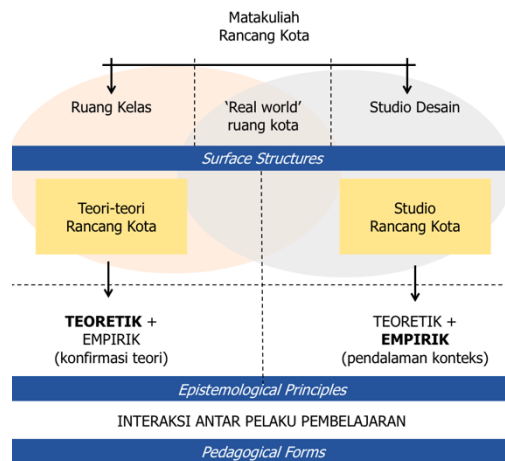 Matakuliah
Rancang Kota
Ruang Kelas
‘Real world’
ruang kota
Studio Desain
Surface Structures
Teori-teori
Rancang Kota
Studio
Rancang Kota
TEORETIK +
EMPIRIK
(konfirmasi teori)
TEORETIK +
EMPIRIK
(pendalaman konteks)
Epistemological Principles
INTERAKSI ANTAR PELAKU PEMBELAJARAN
Pedagogical Forms